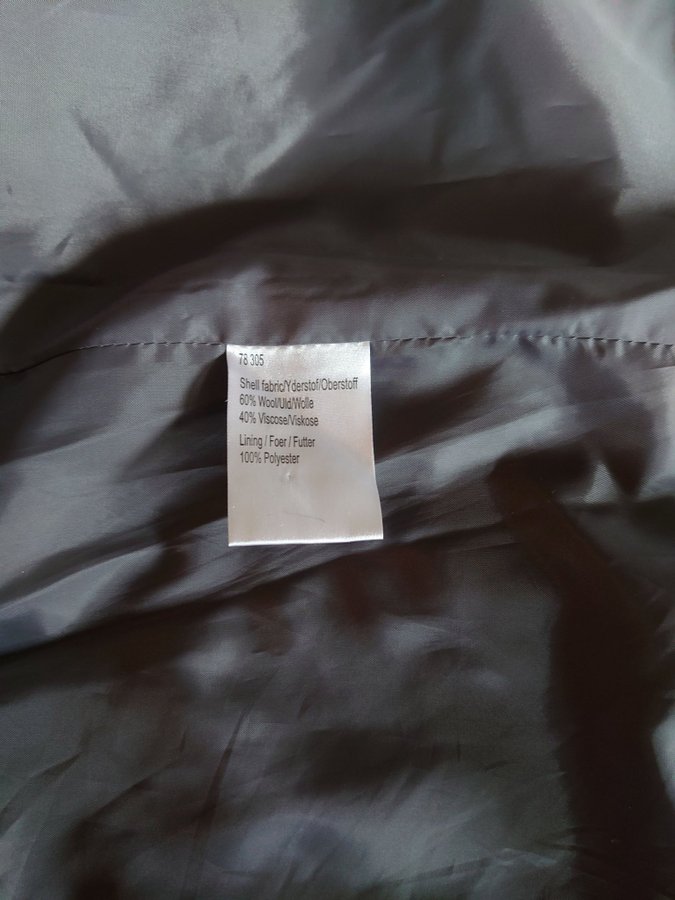 78 305
Shell fabric/Yderstof/Oberstoff
60% Wool/Uld/Wolle
40% Viscose/Viskose
Lining / Foer / Futter
100% Polyester